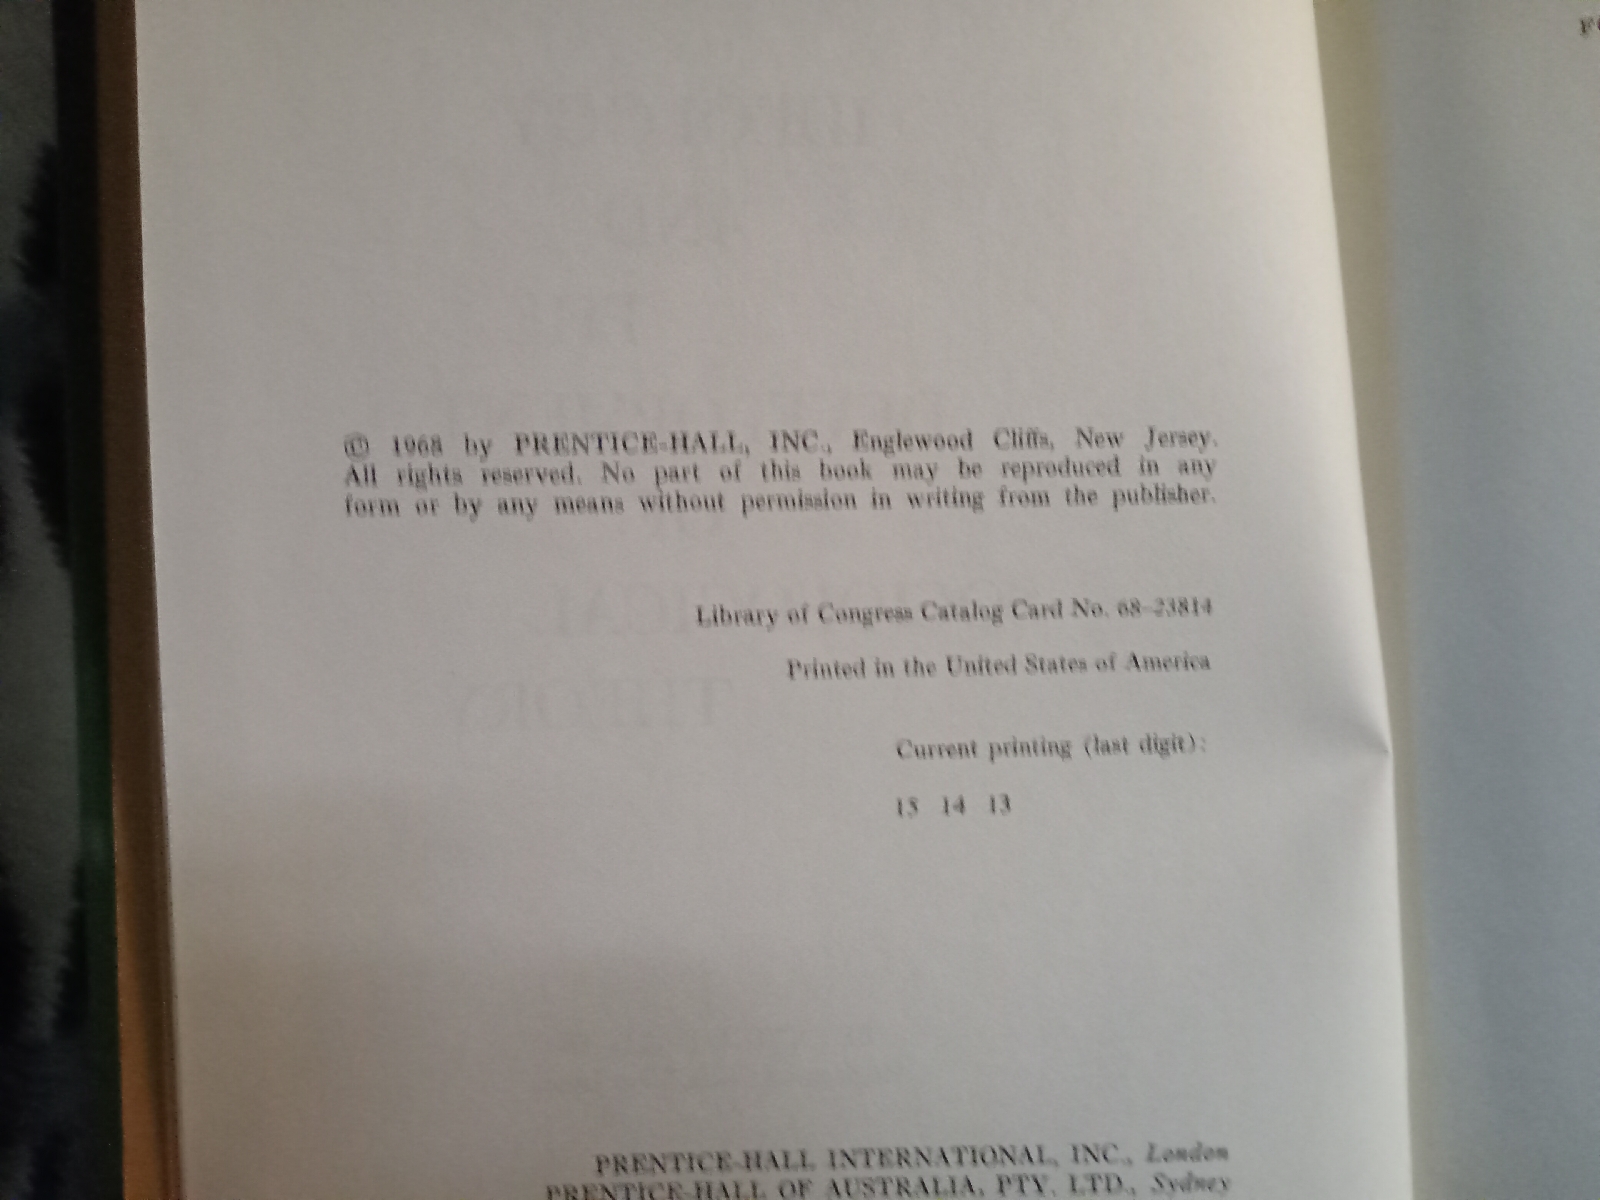 © 1968 by PRENTICE-HALL, INC., Englewood Cliffs, New Jersey.
All rights reserved. No part of this book may be reproduced in any
form or by any means without permission in writing from the publisher.
Library of Congress Catalog Card No. 68-23814
Printed in the United States of America
Current printing (last digit):
15 14 13
PRENTICE-HALL INTERNATIONAL, INC., London
PRENTICE-HALL OF AUSTRALIA, PTY. LTD., Sydney